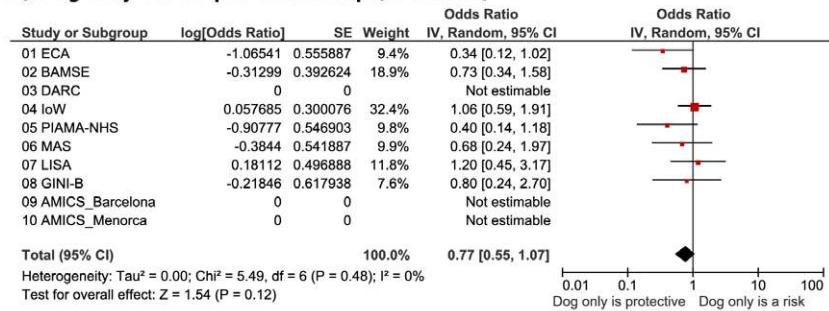 Odds Ratio Odds Ratio
Study or Subgroup log[Odds Ratio] SE Weight IV, Random, 95% CI IV, Random, 95% CI
01 ECA -1.06541 0.555887 9.4% 0.34 [0.12, 1.02]
02 BAMSE -0.31299 0.392624 18.9% 0.73 [0.34, 1.58]
03 DARC 0 0 Not estimable
04 IoW 0.057685 0.300076 32.4% 1.06 [0.59, 1.91]
05 PIAMA-NHS -0.90777 0.546903 9.8% 0.40 [0.14, 1.18]
06 MAS -0.3844 0.541887 9.9% 0.68 [0.24, 1.97]
07 LISA 0.18112 0.496888 11.8% 1.20 [0.45, 3.17]
08 GINI-B -0.21846 0.617938 7.6% 0.80 [0.24, 2.70]
09 AMICS_Barcelona 0 0 Not estimable
10 AMICS_Menorca 0 0 Not estimable
Total (95% CI) 100.0% 0.77 [0.55, 1.07]
Heterogeneity: Tau² = 0.00; Chi² = 5.49, df = 6 (P = 0.48); I² = 0%
Test for overall effect: Z = 1.54 (P = 0.12)
0.01 0.1 1 10 100
Dog only is protective Dog only is a risk